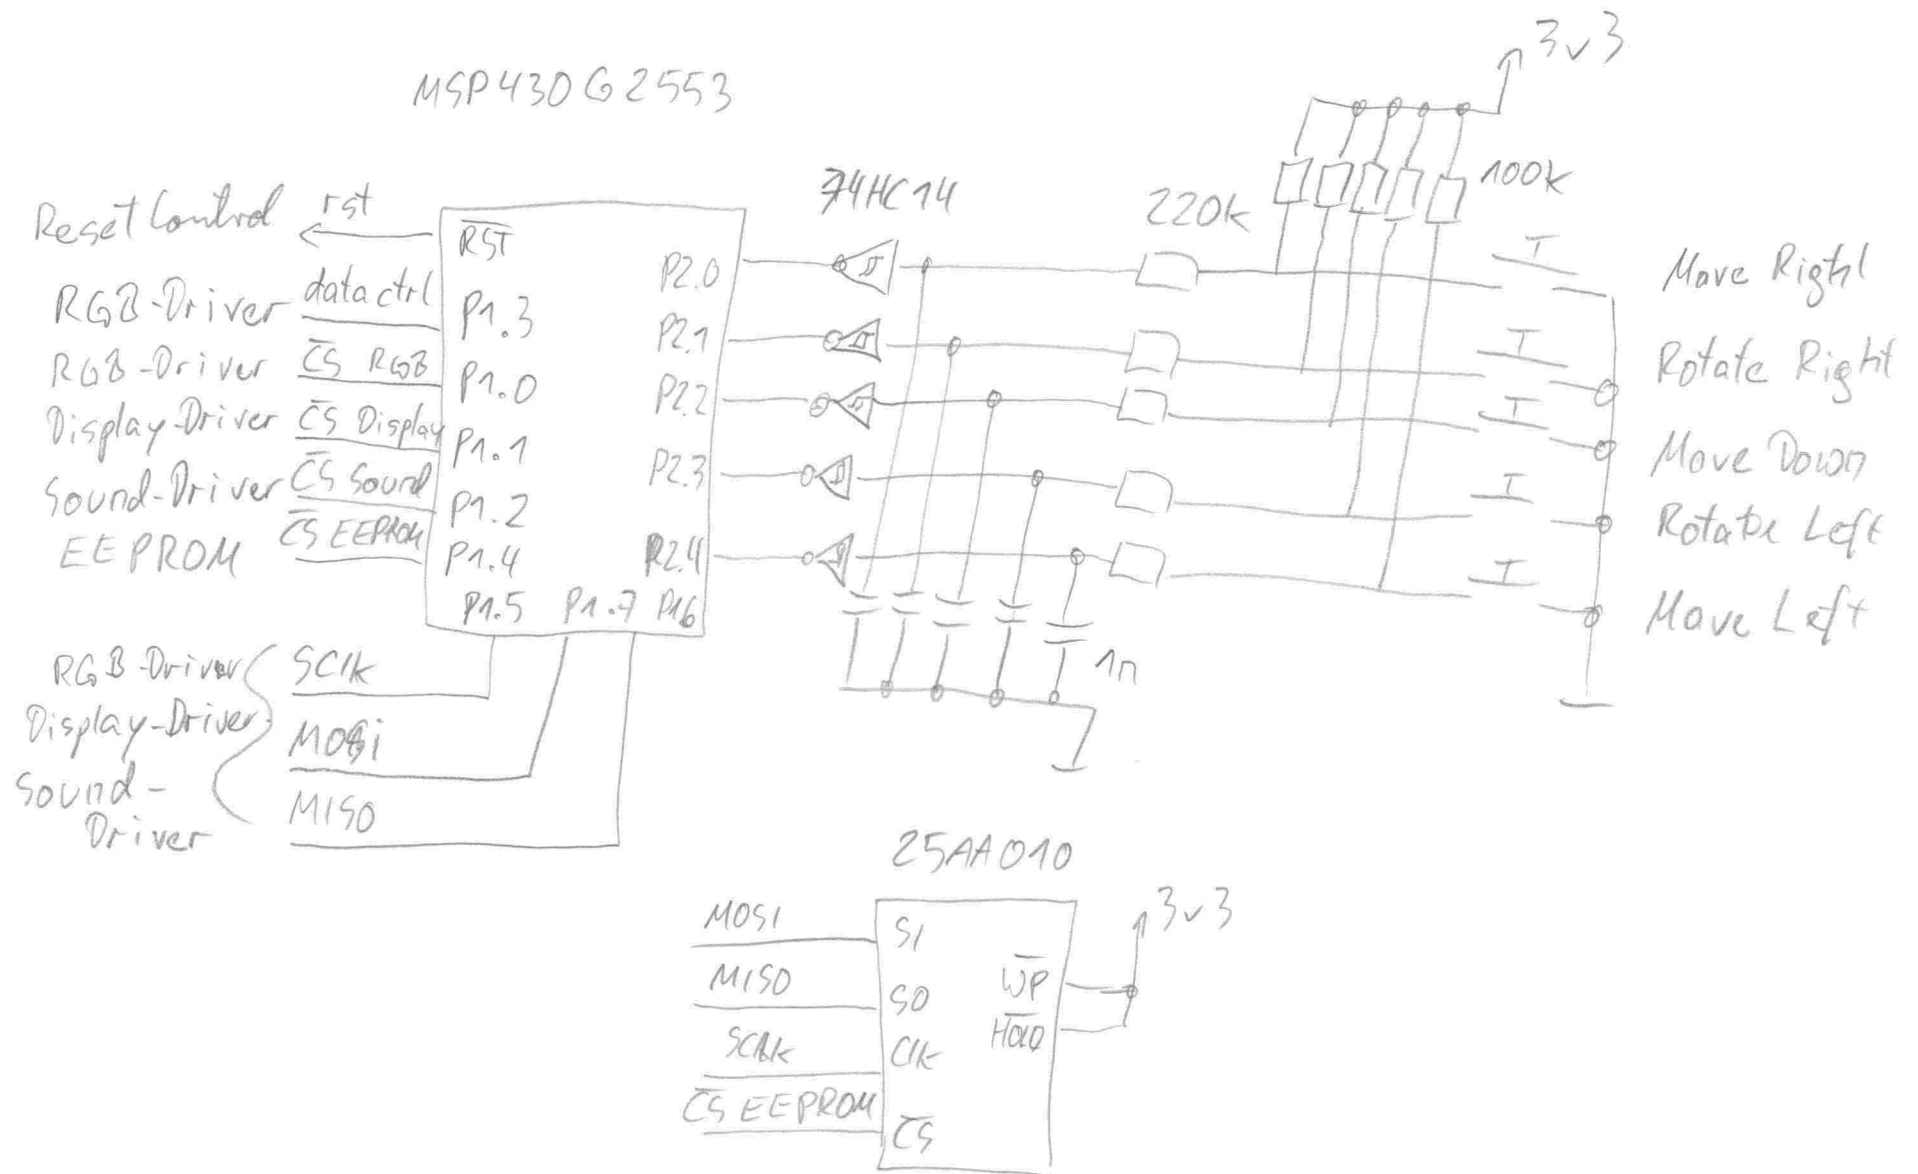 3v3
MSP430G2553
74HC14
220k
100k
Reset Control rst
RST
P2.0
Move Right
RGB-Driver data ctrl
P1.3
P2.1
Rotate Right
RGB-Driver CS RGB
P1.0
P2.2
Move Down
Display-Driver CS Display
P1.1
P2.3
Rotate Left
Sound-Driver CS Sound
P1.2
EEPROM CS EEPROM
P1.4
P2.4
Move Left
P1.5 P1.7 P1.6
1n
RGB-Driver
Display-Driver
Sound-
Driver
SClk
MOSi
MISO
25AA010
3v3
MOSI
SI
WP
MISO
SO
HOLD
SClk
Clk
CS EEPROM
CS